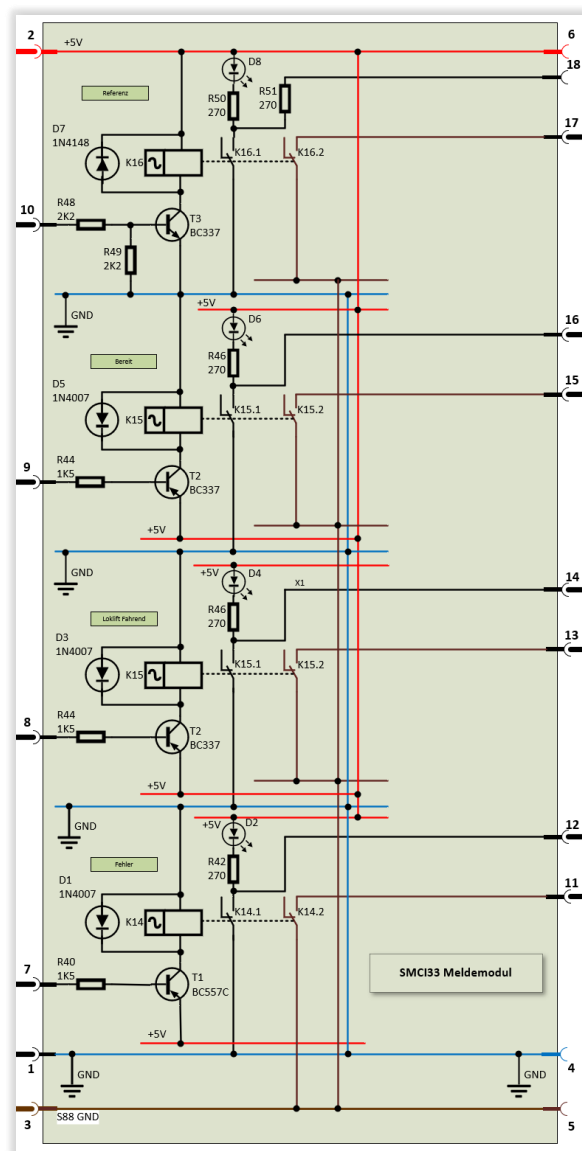 2
+5V
6
D8
18
R50
270
R51
270
Referenz
17
D7
1N4148
K16
K16.1
K16.2
10
R48
2K2
T3
BC337
R49
2K2
GND
+5V
16
D6
R46
270
Bereit
15
D5
1N4007
K15
K15.1
K15.2
9
R44
1K5
T2
BC337
+5V
GND
+5V
D4
X1
14
R46
270
Loklift Fahrend
13
D3
1N4007
K15
K15.1
K15.2
8
R44
1K5
T2
BC337
+5V
GND
+5V
D2
12
R42
270
Fehler
11
D1
1N4007
K14
K14.1
K14.2
7
R40
1K5
T1
BC557C
SMCI33 Meldemodul
+5V
1
GND
GND
4
3
S88 GND
5